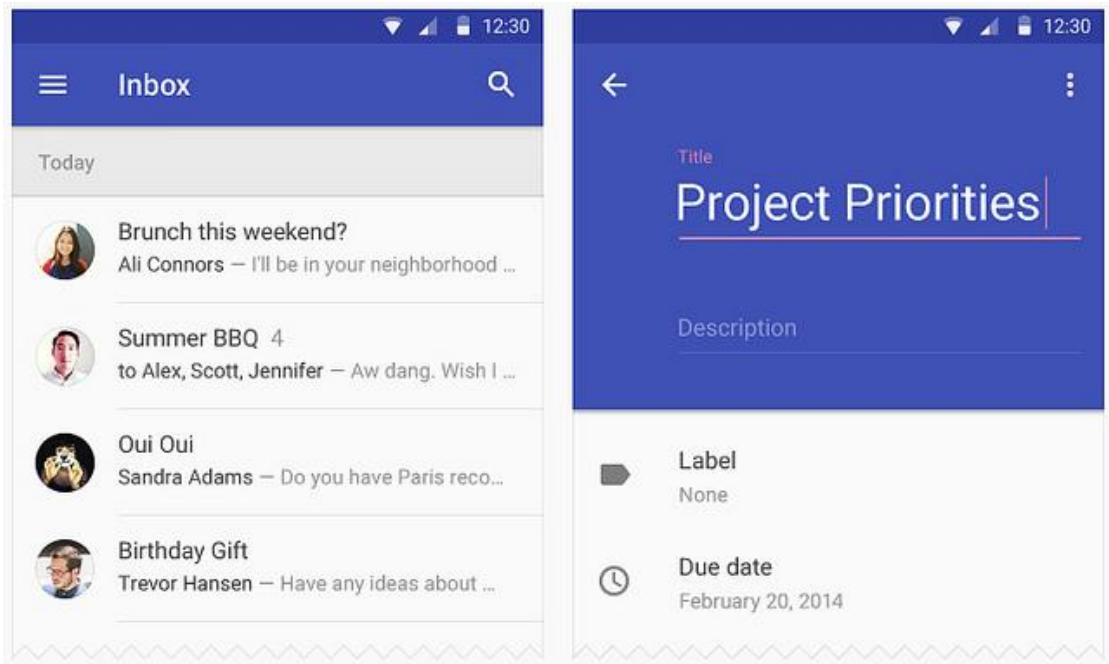 12:30
Inbox
Today
Brunch this weekend?
Ali Connors — I'll be in your neighborhood ...
Summer BBQ 4
to Alex, Scott, Jennifer — Aw dang. Wish I ...
Oui Oui
Sandra Adams — Do you have Paris reco...
Birthday Gift
Trevor Hansen — Have any ideas about ...
12:30
Title
Project Priorities
Description
Label
None
Due date
February 20, 2014